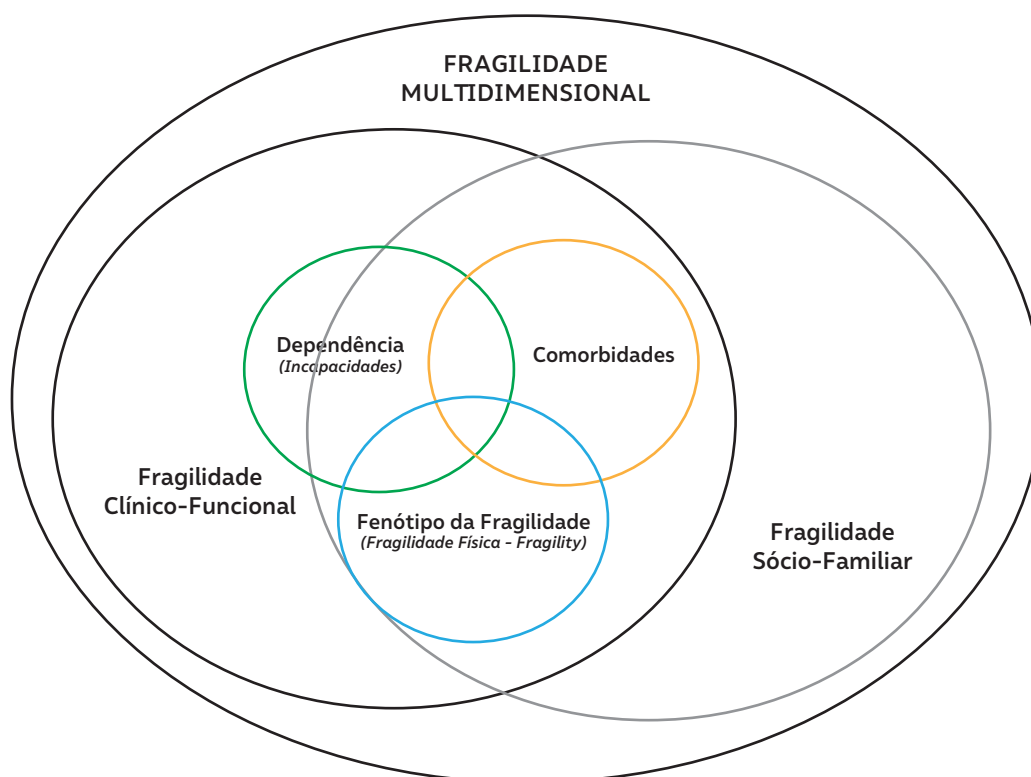 FRAGILIDADE
MULTIDIMENSIONAL
Dependência
(Incapacidades)
Comorbidades
Fragilidade
Clínico-Funcional
Fenótipo da Fragilidade
(Fragilidade Física - Fragility)
Fragilidade
Sócio-Familiar